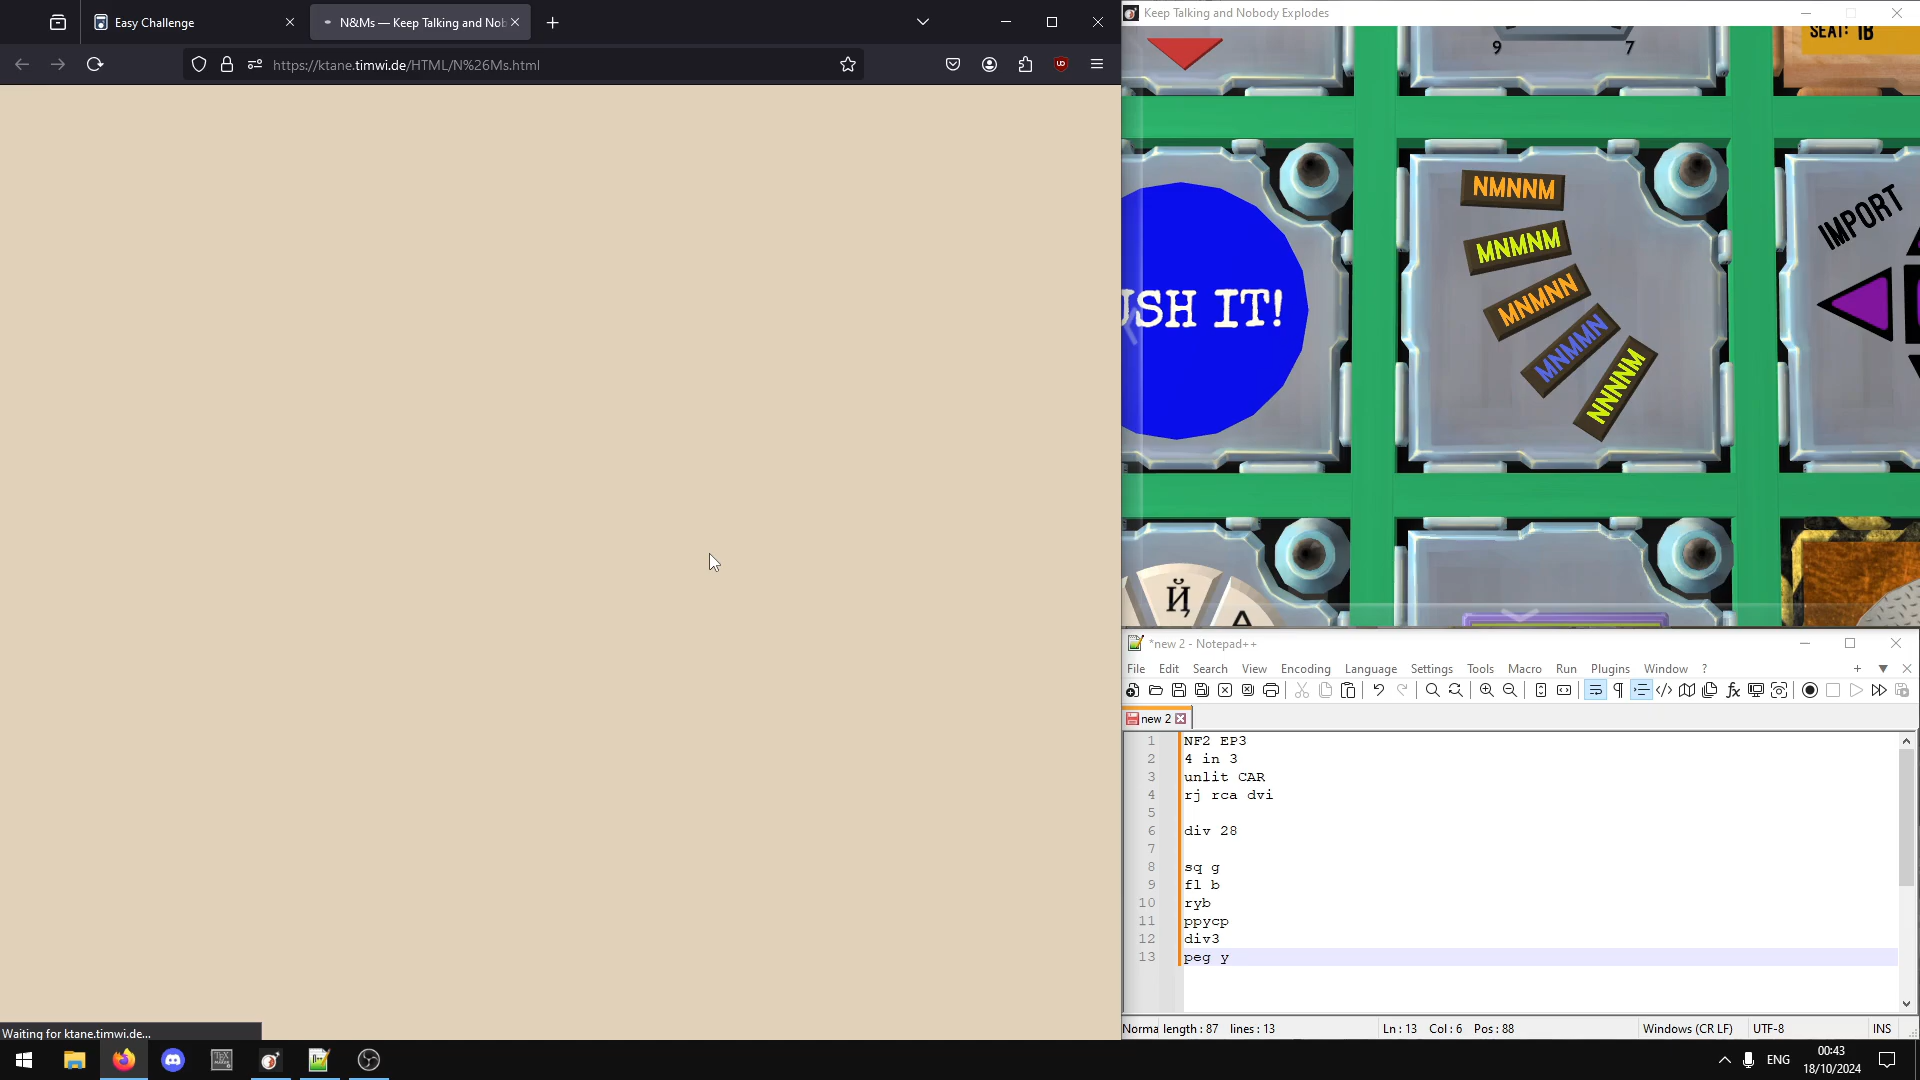 Easy Challenge
N&Ms — Keep Talking and Nob
https://ktane.timwi.de/HTML/N%26Ms.html
Waiting for ktane.timwi.de...
Keep Talking and Nobody Explodes
SEAT: 1B
9 7
NMNNM
MNMNM
MNMNN
MNMMN
NNNNM
USH IT!
IMPORT
Й
*new 2 - Notepad++
File Edit Search View Encoding Language Settings Tools Macro Run Plugins Window ?
new 2
1 NF2 EP3
2 4 in 3
3 unlit CAR
4 rj rca dvi
5
6 div 28
7
8 sq g
9 fl b
10 ryb
11 ppycp
12 div3
13 peg y
Norma length : 87 lines : 13 Ln : 13 Col : 6 Pos : 88 Windows (CR LF) UTF-8 INS
ENG
00:43
18/10/2024